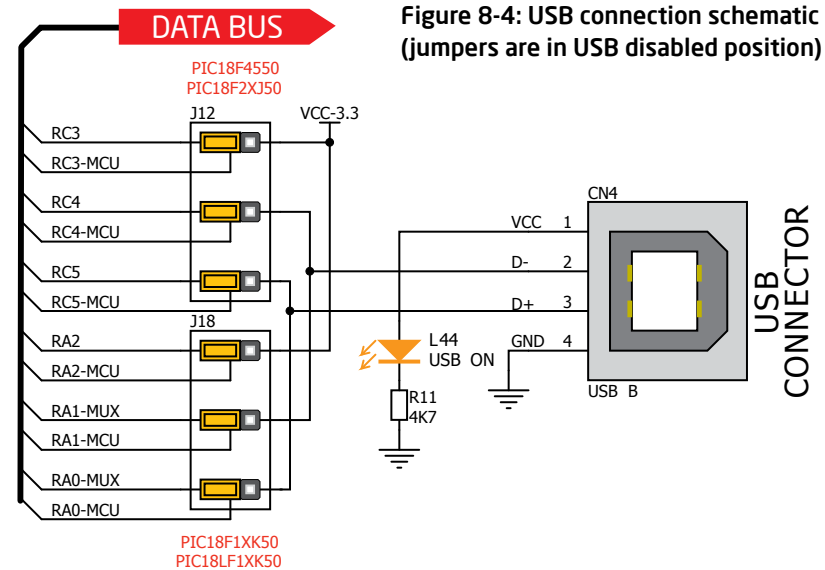 DATA BUS
Figure 8-4: USB connection schematic
(jumpers are in USB disabled position)
PIC18F4550
PIC18F2XJ50
J12
VCC-3.3
RC3
RC3-MCU
RC4
RC4-MCU
RC5
RC5-MCU
J18
RA2
RA2-MCU
RA1-MUX
RA1-MCU
RA0-MUX
RA0-MCU
PIC18F1XK50
PIC18LF1XK50
L44
USB ON
R11
4K7
CN4
VCC 1
D- 2
D+ 3
GND 4
USB B
USB
CONNECTOR